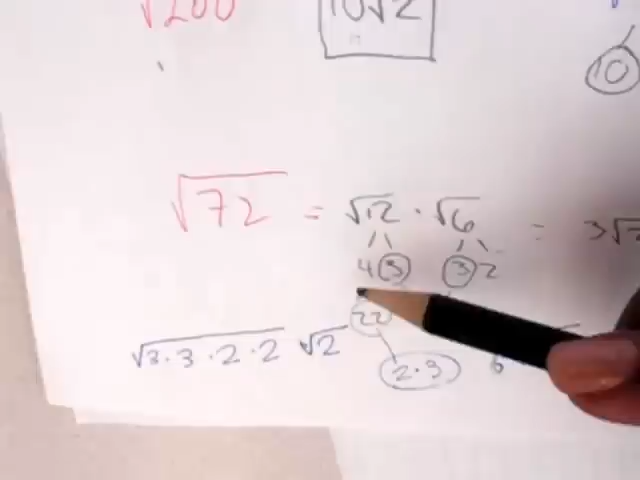 √200 10√2
10
√72 = √12 · √6 = 3√2
4 3 3 2
22
√3·3·2·2 √2
2·3 6